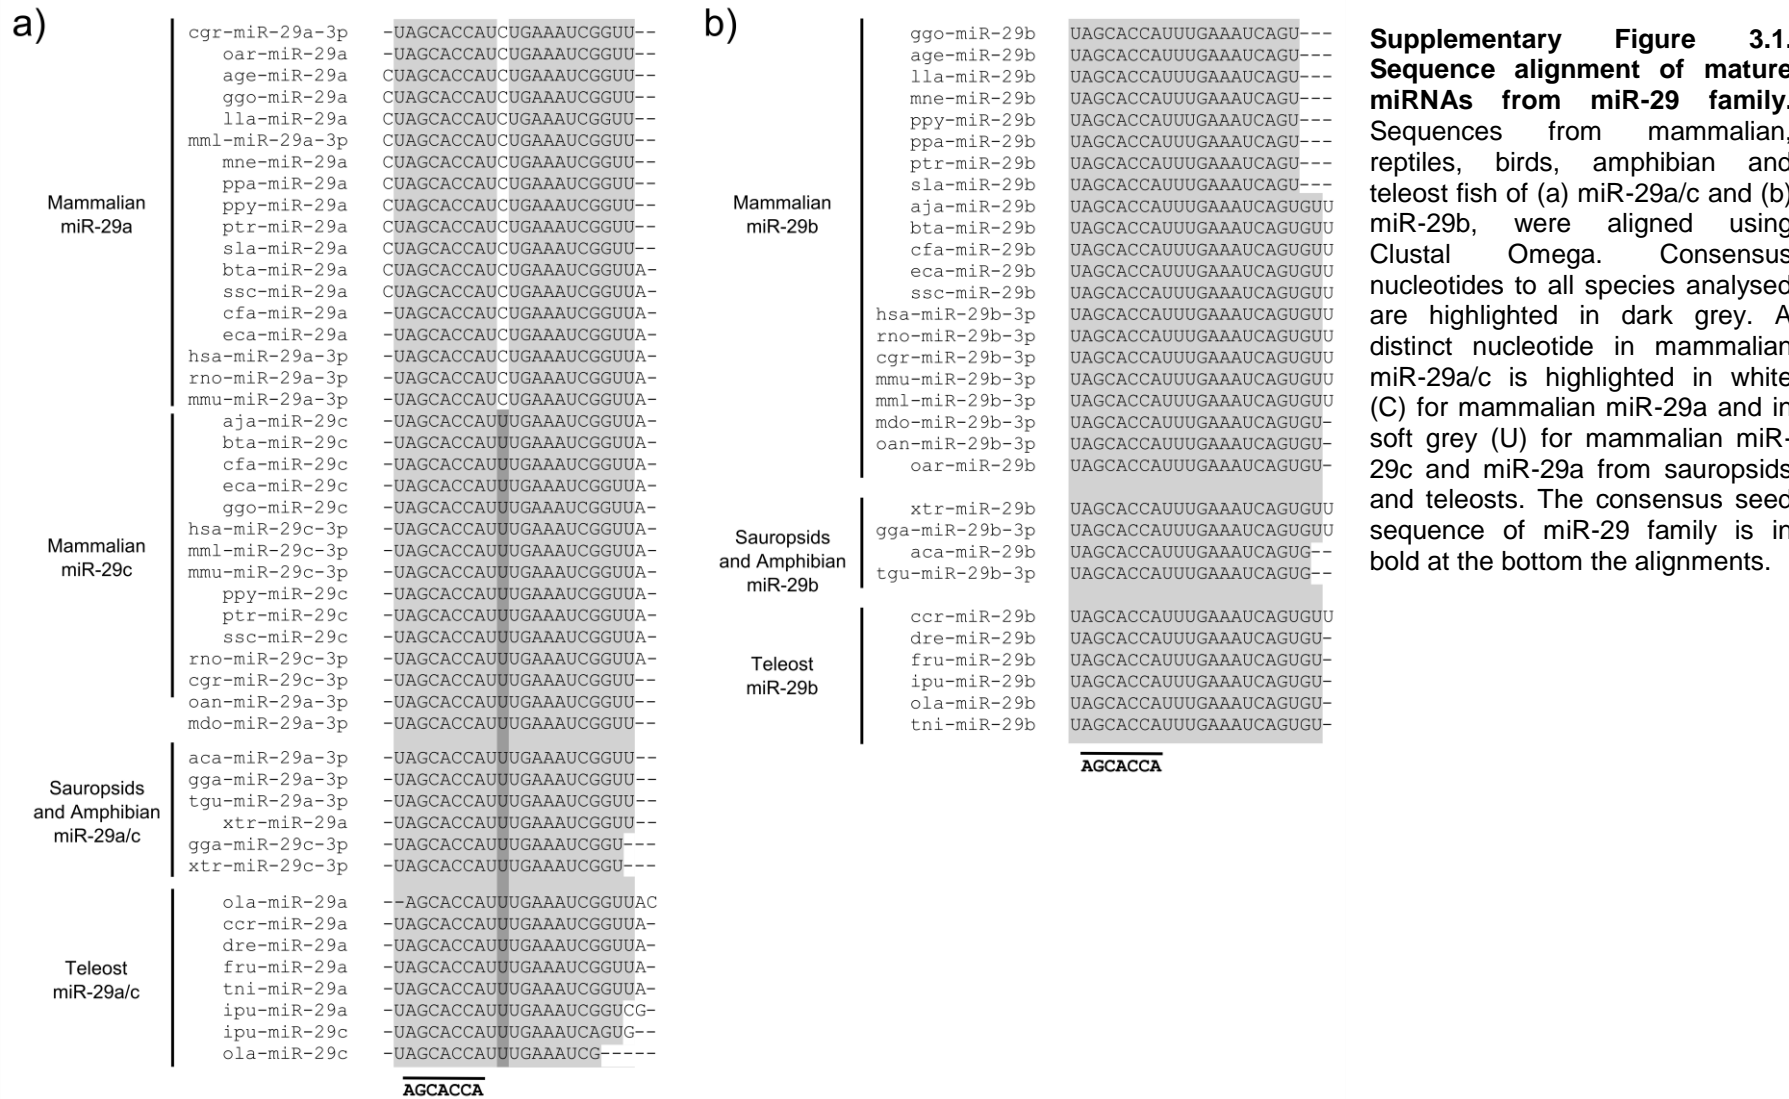 a)
cgr-miR-29a-3p -UAGCACCAUCUGAAAUCGGUU--
oar-miR-29a -UAGCACCAUCUGAAAUCGGUU--
age-miR-29a CUAGCACCAUCUGAAAUCGGUU--
ggo-miR-29a CUAGCACCAUCUGAAAUCGGUU--
lla-miR-29a CUAGCACCAUCUGAAAUCGGUU--
mml-miR-29a-3p CUAGCACCAUCUGAAAUCGGUU--
mne-miR-29a CUAGCACCAUCUGAAAUCGGUU--
ppa-miR-29a CUAGCACCAUCUGAAAUCGGUU--
ppy-miR-29a CUAGCACCAUCUGAAAUCGGUU--
ptr-miR-29a CUAGCACCAUCUGAAAUCGGUU--
sla-miR-29a CUAGCACCAUCUGAAAUCGGUU--
bta-miR-29a CUAGCACCAUCUGAAAUCGGUUA-
ssc-miR-29a CUAGCACCAUCUGAAAUCGGUUA-
cfa-miR-29a -UAGCACCAUCUGAAAUCGGUUA-
eca-miR-29a -UAGCACCAUCUGAAAUCGGUUA-
hsa-miR-29a-3p -UAGCACCAUCUGAAAUCGGUUA-
rno-miR-29a-3p -UAGCACCAUCUGAAAUCGGUUA-
mmu-miR-29a-3p -UAGCACCAUCUGAAAUCGGUUA-
Mammalian
miR-29a
aja-miR-29c -UAGCACCAUUUGAAAUCGGUUA-
bta-miR-29c -UAGCACCAUUUGAAAUCGGUUA-
cfa-miR-29c -UAGCACCAUUUGAAAUCGGUUA-
eca-miR-29c -UAGCACCAUUUGAAAUCGGUUA-
ggo-miR-29c -UAGCACCAUUUGAAAUCGGUUA-
hsa-miR-29c-3p -UAGCACCAUUUGAAAUCGGUUA-
mml-miR-29c-3p -UAGCACCAUUUGAAAUCGGUUA-
mmu-miR-29c-3p -UAGCACCAUUUGAAAUCGGUUA-
ppy-miR-29c -UAGCACCAUUUGAAAUCGGUUA-
ptr-miR-29c -UAGCACCAUUUGAAAUCGGUUA-
ssc-miR-29c -UAGCACCAUUUGAAAUCGGUUA-
rno-miR-29c-3p -UAGCACCAUUUGAAAUCGGUUA-
cgr-miR-29c-3p -UAGCACCAUUUGAAAUCGGUU--
oan-miR-29a-3p -UAGCACCAUUUGAAAUCGGUU--
mdo-miR-29a-3p -UAGCACCAUUUGAAAUCGGUU--
Mammalian
miR-29c
aca-miR-29a-3p -UAGCACCAUUUGAAAUCGGUU--
gga-miR-29a-3p -UAGCACCAUUUGAAAUCGGUU--
tgu-miR-29a-3p -UAGCACCAUUUGAAAUCGGUU--
xtr-miR-29a -UAGCACCAUUUGAAAUCGGUU--
gga-miR-29c-3p -UAGCACCAUUUGAAAUCGGU---
xtr-miR-29c-3p -UAGCACCAUUUGAAAUCGGU---
Sauropsids
and Amphibian
miR-29a/c
ola-miR-29a --AGCACCAUUUGAAAUCGGUUAC
ccr-miR-29a -UAGCACCAUUUGAAAUCGGUUA-
dre-miR-29a -UAGCACCAUUUGAAAUCGGUUA-
fru-miR-29a -UAGCACCAUUUGAAAUCGGUUA-
tni-miR-29a -UAGCACCAUUUGAAAUCGGUUA-
ipu-miR-29a -UAGCACCAUUUGAAAUCGGUCG-
ipu-miR-29c -UAGCACCAUUUGAAAUCAGUG--
ola-miR-29c -UAGCACCAUUUGAAAUCG-----
Teleost
miR-29a/c
AGCACCA
b)
ggo-miR-29b UAGCACCAUUUGAAAUCAGU---
age-miR-29b UAGCACCAUUUGAAAUCAGU---
lla-miR-29b UAGCACCAUUUGAAAUCAGU---
mne-miR-29b UAGCACCAUUUGAAAUCAGU---
ppy-miR-29b UAGCACCAUUUGAAAUCAGU---
ppa-miR-29b UAGCACCAUUUGAAAUCAGU---
ptr-miR-29b UAGCACCAUUUGAAAUCAGU---
sla-miR-29b UAGCACCAUUUGAAAUCAGU---
aja-miR-29b UAGCACCAUUUGAAAUCAGUGUU
bta-miR-29b UAGCACCAUUUGAAAUCAGUGUU
cfa-miR-29b UAGCACCAUUUGAAAUCAGUGUU
eca-miR-29b UAGCACCAUUUGAAAUCAGUGUU
ssc-miR-29b UAGCACCAUUUGAAAUCAGUGUU
hsa-miR-29b-3p UAGCACCAUUUGAAAUCAGUGUU
rno-miR-29b-3p UAGCACCAUUUGAAAUCAGUGUU
cgr-miR-29b-3p UAGCACCAUUUGAAAUCAGUGUU
mmu-miR-29b-3p UAGCACCAUUUGAAAUCAGUGUU
mml-miR-29b-3p UAGCACCAUUUGAAAUCAGUGUU
mdo-miR-29b-3p UAGCACCAUUUGAAAUCAGUGU-
oan-miR-29b-3p UAGCACCAUUUGAAAUCAGUGU-
oar-miR-29b UAGCACCAUUUGAAAUCAGUGU-
Mammalian
miR-29b
xtr-miR-29b UAGCACCAUUUGAAAUCAGUGUU
gga-miR-29b-3p UAGCACCAUUUGAAAUCAGUGUU
aca-miR-29b UAGCACCAUUUGAAAUCAGUG--
tgu-miR-29b-3p UAGCACCAUUUGAAAUCAGUG--
Sauropsids
and Amphibian
miR-29b
ccr-miR-29b UAGCACCAUUUGAAAUCAGUGUU
dre-miR-29b UAGCACCAUUUGAAAUCAGUGU-
fru-miR-29b UAGCACCAUUUGAAAUCAGUGU-
ipu-miR-29b UAGCACCAUUUGAAAUCAGUGU-
ola-miR-29b UAGCACCAUUUGAAAUCAGUGU-
tni-miR-29b UAGCACCAUUUGAAAUCAGUGU-
Teleost
miR-29b
AGCACCA
Supplementary Figure 3.1.
Sequence alignment of mature
miRNAs from miR-29 family.
Sequences from mammalian,
reptiles, birds, amphibian and
teleost fish of (a) miR-29a/c and (b)
miR-29b, were aligned using
Clustal Omega. Consensus
nucleotides to all species analysed
are highlighted in dark grey. A
distinct nucleotide in mammalian
miR-29a/c is highlighted in white
(C) for mammalian miR-29a and in
soft grey (U) for mammalian miR-
29c and miR-29a from sauropsids
and teleosts. The consensus seed
sequence of miR-29 family is in
bold at the bottom the alignments.